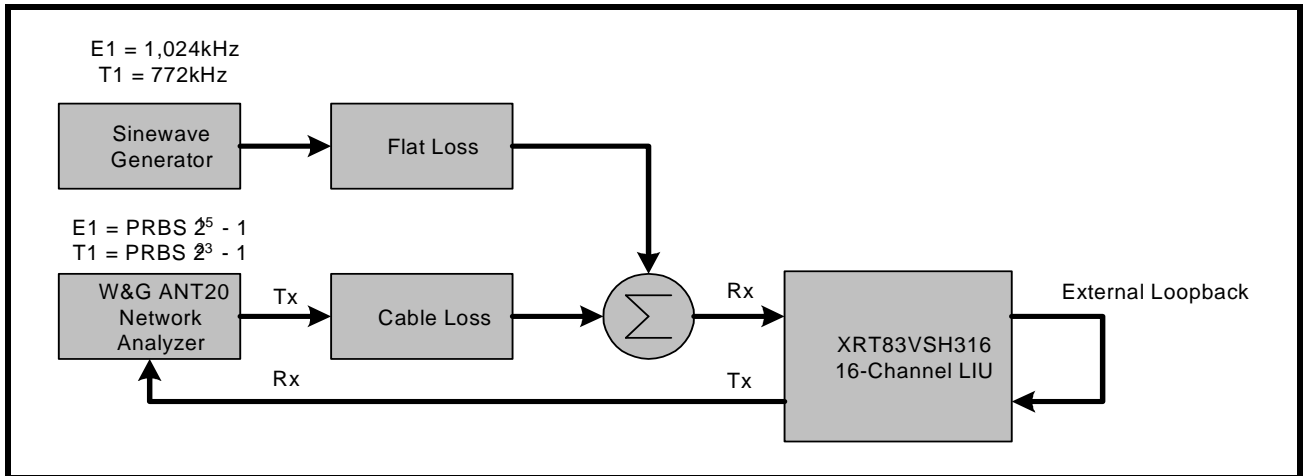 E1 = 1,024kHz
T1 = 772kHz
Sinewave
Generator
Flat Loss
E1 = PRBS 2¹⁵ - 1
T1 = PRBS 2²³ - 1
W&G ANT20
Network
Analyzer
Tx
Cable Loss
Σ
Rx
External Loopback
XRT83VSH316
16-Channel LIU
Rx
Tx